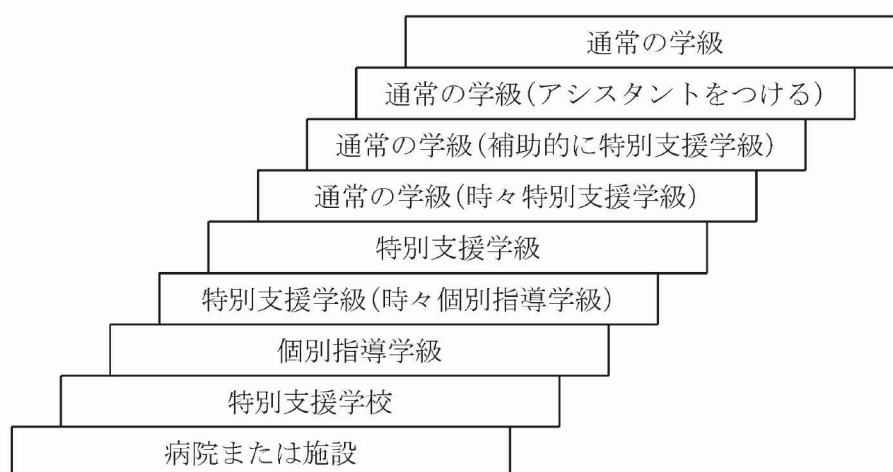 通常の学級
通常の学級(アシスタントをつける)
通常の学級(補助的に特別支援学級)
通常の学級(時々特別支援学級)
特別支援学級
特別支援学級(時々個別指導学級)
個別指導学級
特別支援学校
病院または施設